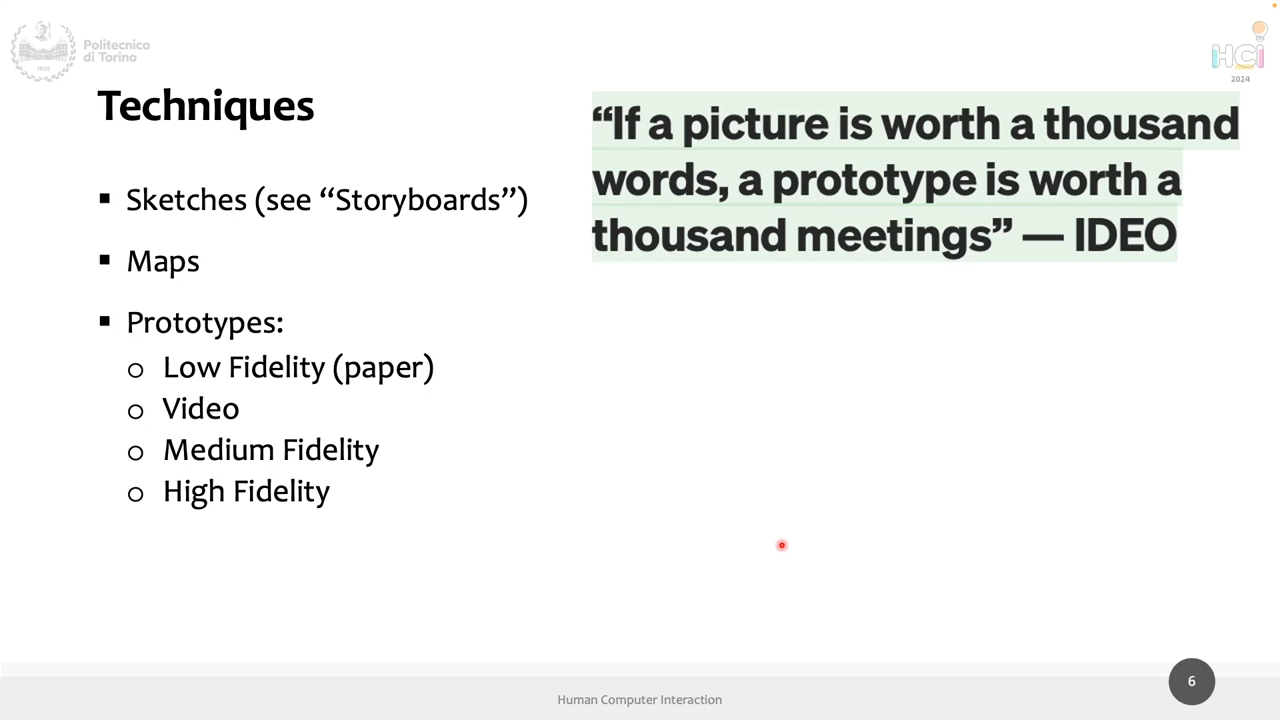 Politecnico
di Torino
1859
HCI
2024
Techniques
“If a picture is worth a thousand
words, a prototype is worth a
thousand meetings” — IDEO
▪ Sketches (see “Storyboards”)
▪ Maps
▪ Prototypes:
o Low Fidelity (paper)
o Video
o Medium Fidelity
o High Fidelity
Human Computer Interaction
6